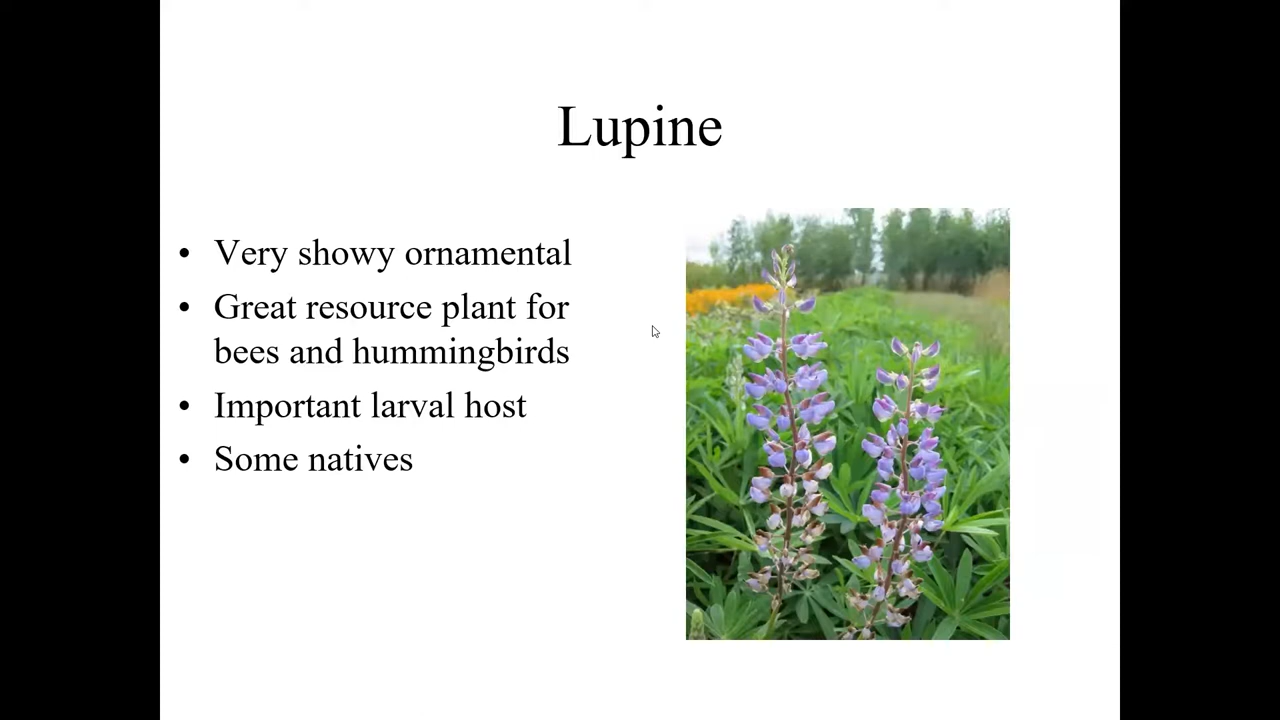 Lupine
• Very showy ornamental
• Great resource plant for
bees and hummingbirds
• Important larval host
• Some natives